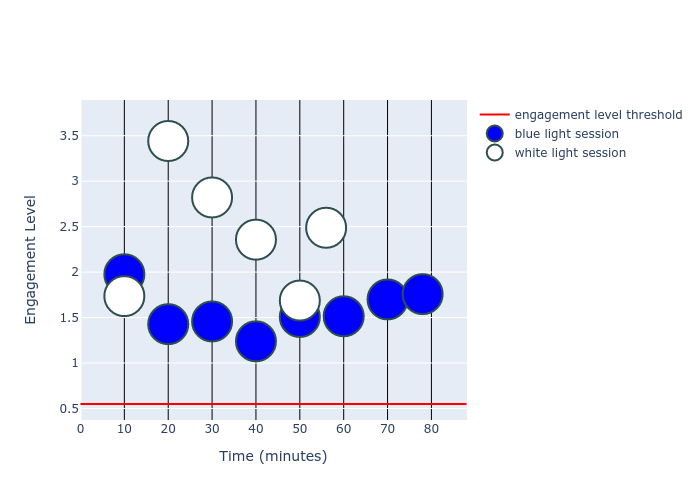 engagement level threshold
blue light session
white light session
3.5
3
2.5
2
1.5
1
0.5
0 10 20 30 40 50 60 70 80
Engagement Level
Time (minutes)